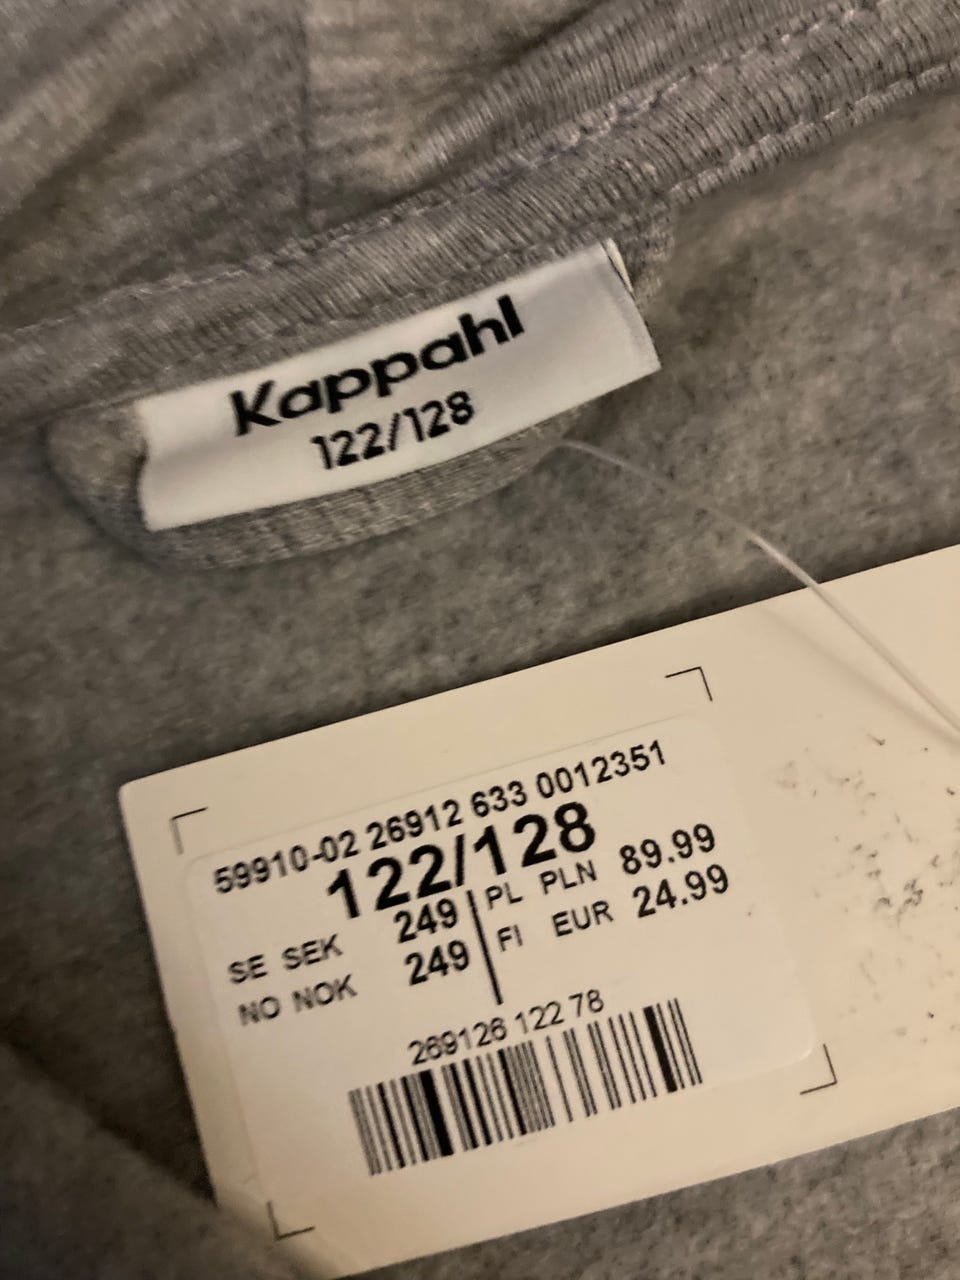 Kappahl
122/128
59910-02 26912 633 0012351
122/128
SE SEK 249 PL PLN 89.99
NO NOK 249 FI EUR 24.99
269126 122 78